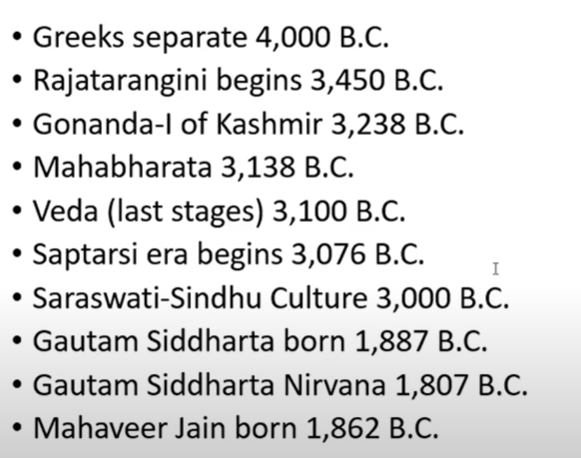 • Greeks separate 4,000 B.C.
• Rajatarangini begins 3,450 B.C.
• Gonanda-I of Kashmir 3,238 B.C.
• Mahabharata 3,138 B.C.
• Veda (last stages) 3,100 B.C.
• Saptarsi era begins 3,076 B.C.
• Saraswati-Sindhu Culture 3,000 B.C.
• Gautam Siddharta born 1,887 B.C.
• Gautam Siddharta Nirvana 1,807 B.C.
• Mahaveer Jain born 1,862 B.C.